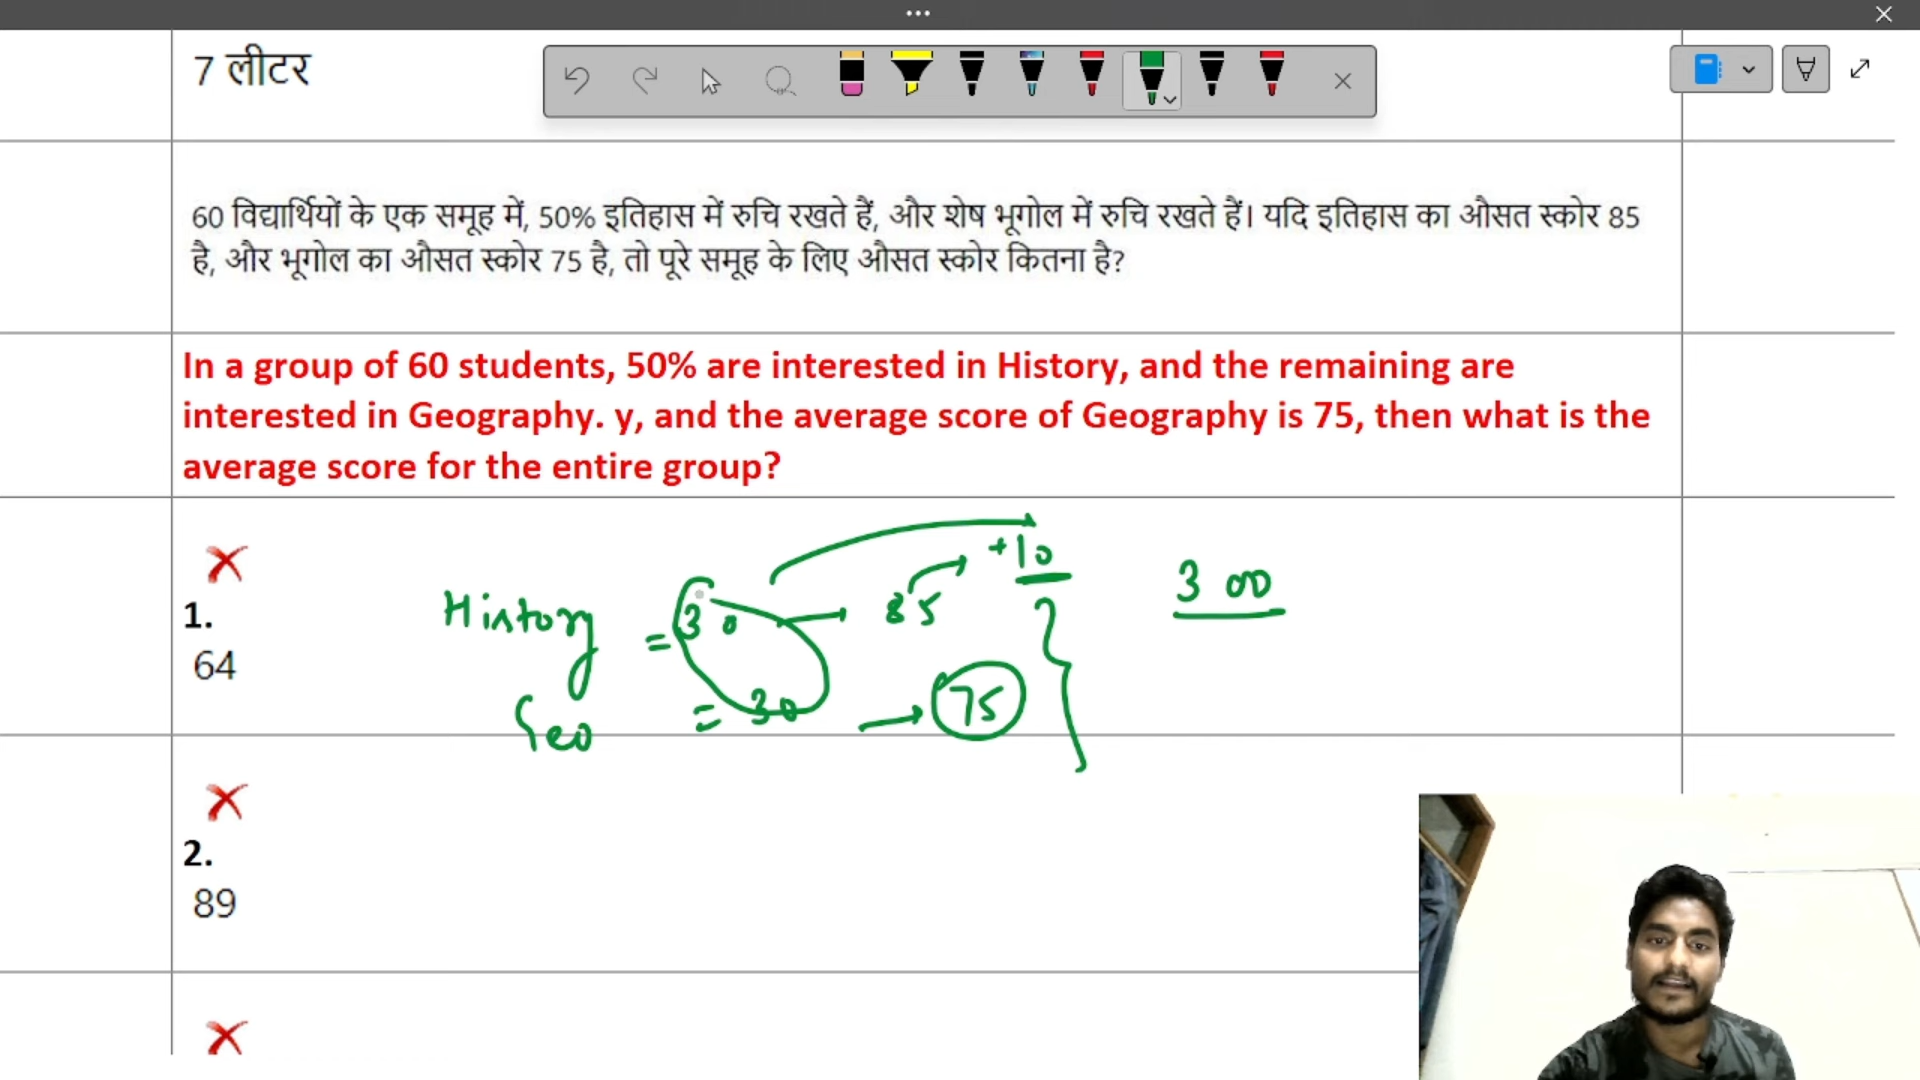 7 लीटर
60 विद्यार्थियों के एक समूह में, 50% इतिहास में रुचि रखते हैं, और शेष भूगोल में रुचि रखते हैं। यदि इतिहास का औसत स्कोर 85
है, और भूगोल का औसत स्कोर 75 है, तो पूरे समूह के लिए औसत स्कोर कितना है?
In a group of 60 students, 50% are interested in History, and the remaining are
interested in Geography. y, and the average score of Geography is 75, then what is the
average score for the entire group?
+10
300
History = 30 → 85
1.
64
Geo = 30 → 75
2.
89